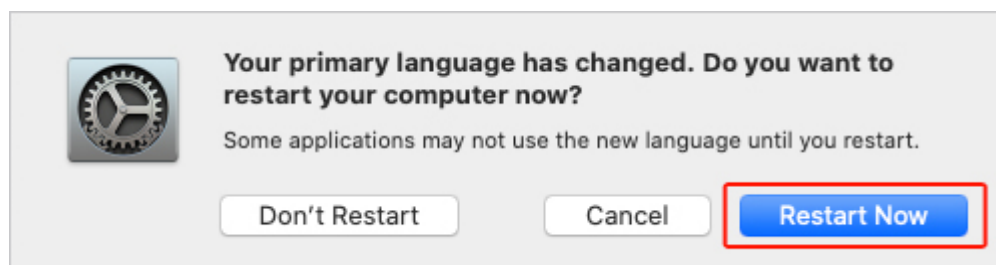 Your primary language has changed. Do you want to
restart your computer now?
Some applications may not use the new language until you restart.
Don’t Restart
Cancel
Restart Now